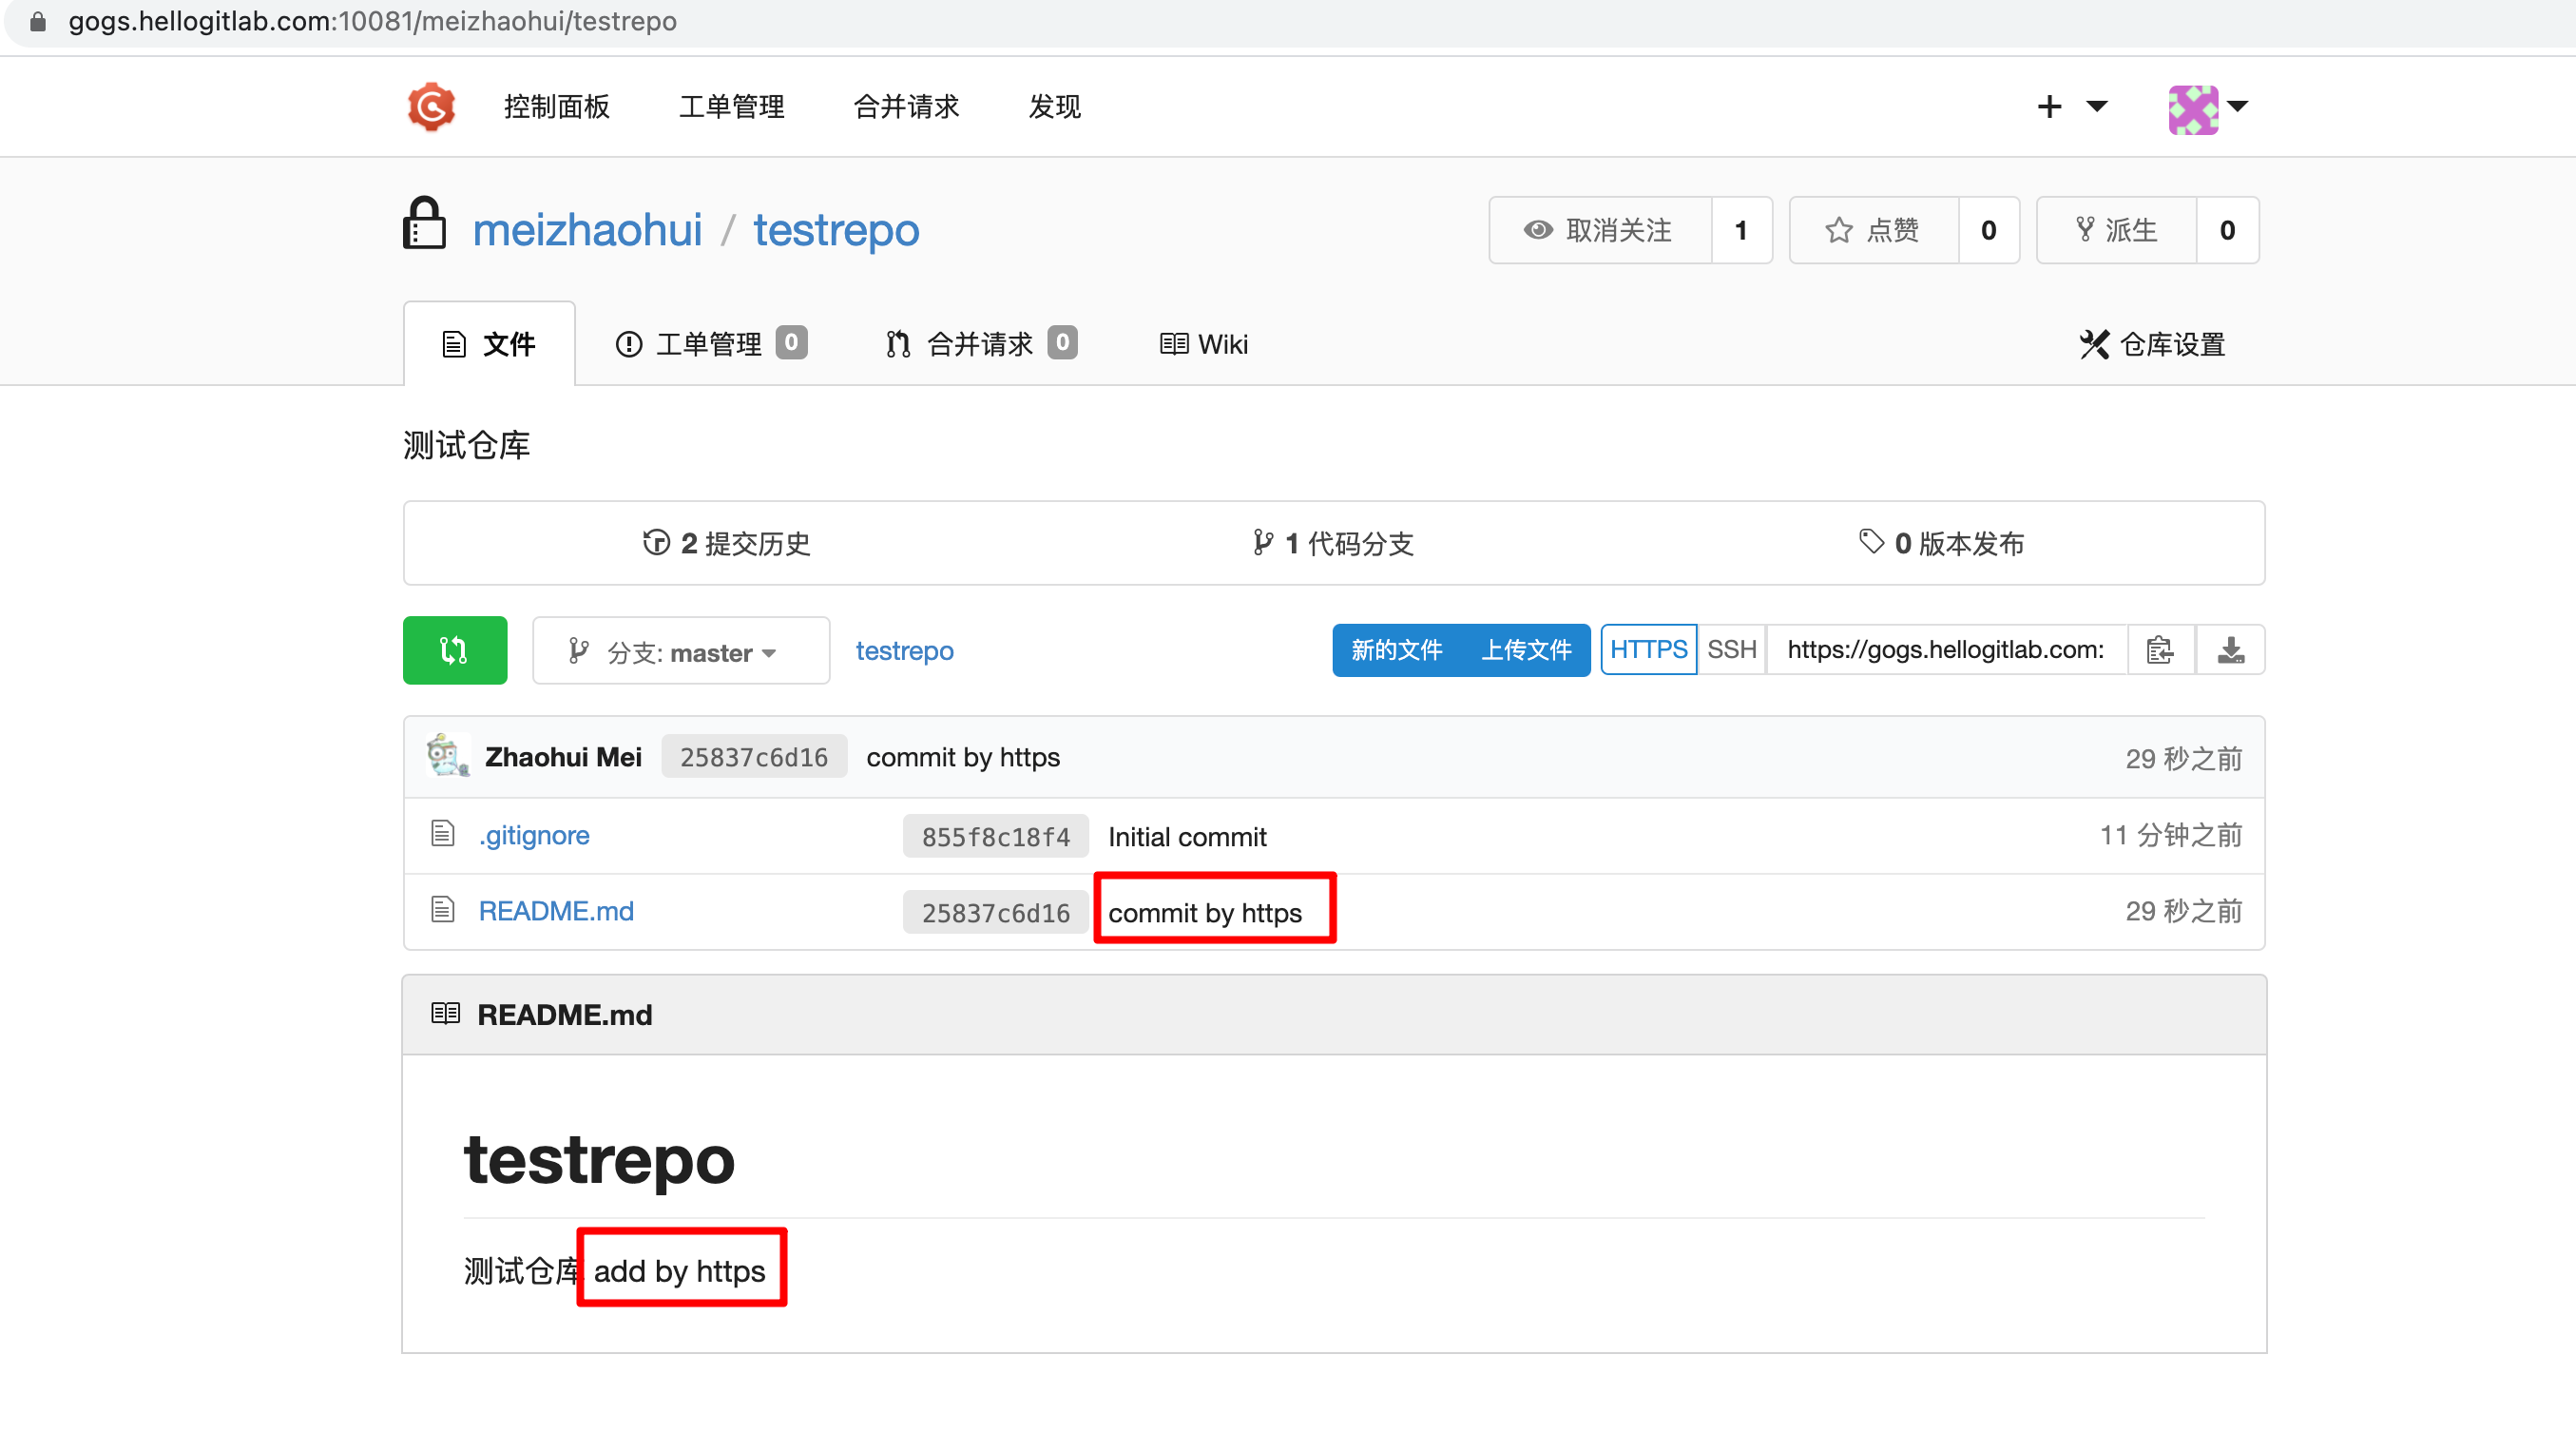 gogs.hellogitlab.com:10081/meizhaohui/testrepo
控制面板 工单管理 合并请求 发现
meizhaohui / testrepo 取消关注 1 点赞 0 派生 0
文件 工单管理 0 合并请求 0 Wiki 仓库设置
测试仓库
2 提交历史 1 代码分支 0 版本发布
分支: master testrepo 新的文件 上传文件 HTTPS SSH https://gogs.hellogitlab.com:
Zhaohui Mei 25837c6d16 commit by https 29 秒之前
.gitignore 855f8c18f4 Initial commit 11 分钟之前
README.md 25837c6d16 commit by https 29 秒之前
README.md
testrepo
测试仓库 add by https